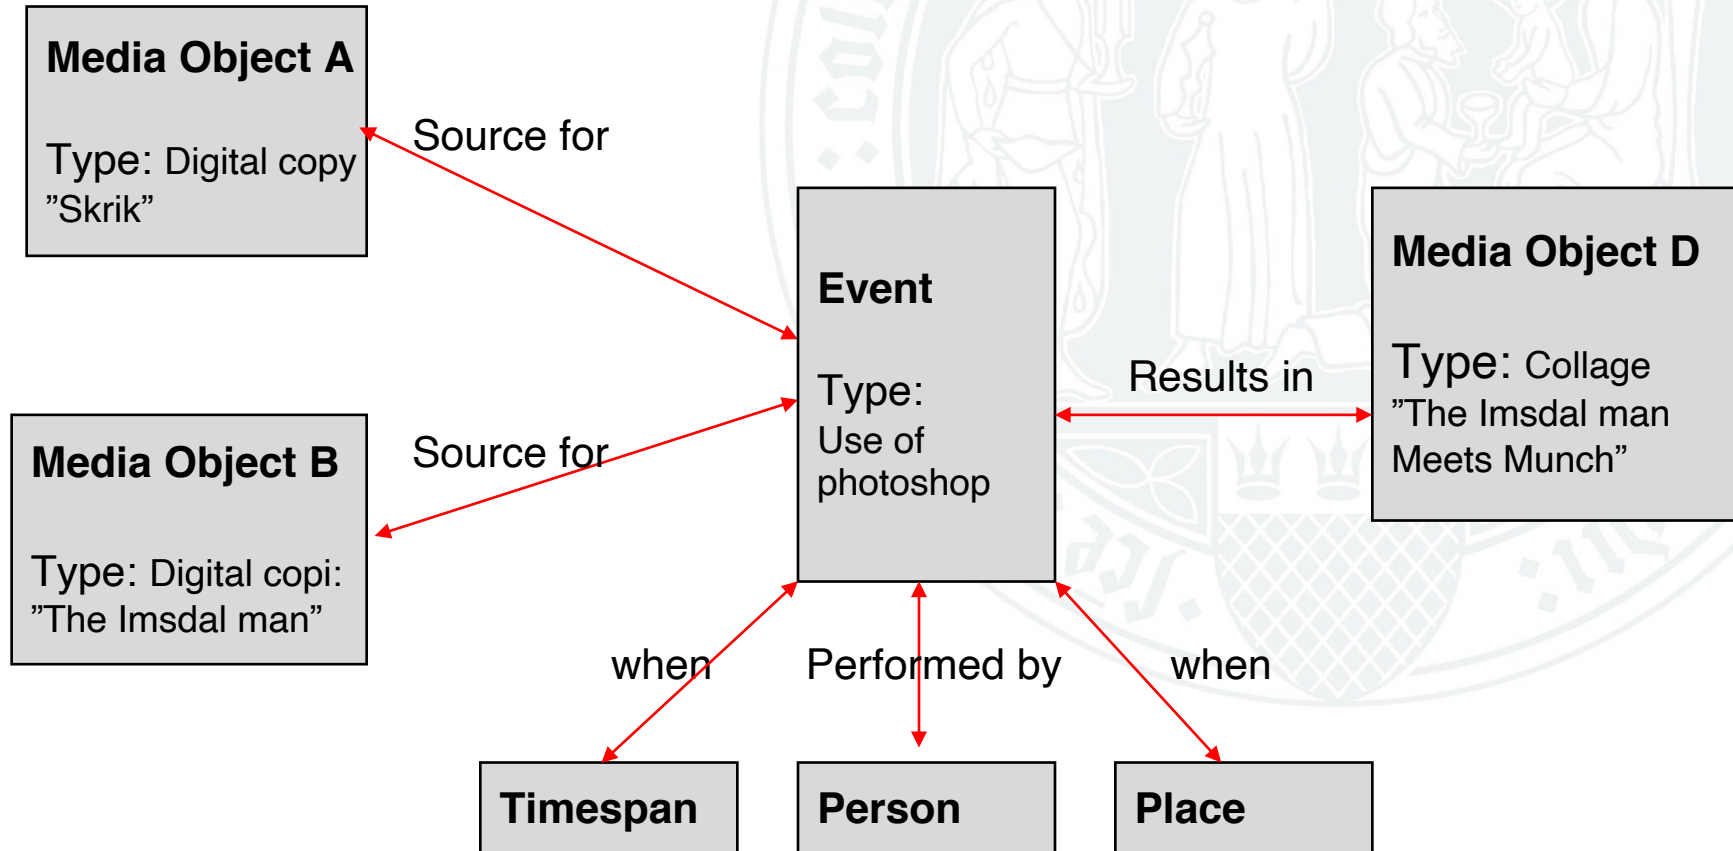 Media Object A
Type: Digital copy
”Skrik”
Source for
Media Object B
Type: Digital copi:
”The Imsdal man”
Source for
Event
Type:
Use of
photoshop
Results in
Media Object D
Type: Collage
”The Imsdal man
Meets Munch”
when
Performed by
when
Timespan
Person
Place